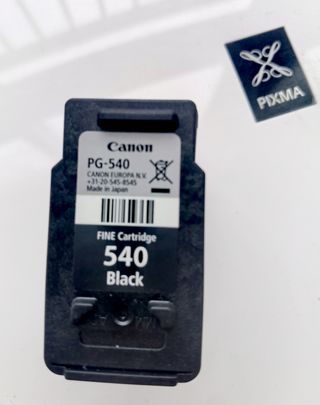 PIXMA
Canon
PG-540
CANON EUROPA N.V.
+31-20-545-8545
Made in Japan
FINE Cartridge
540
Black